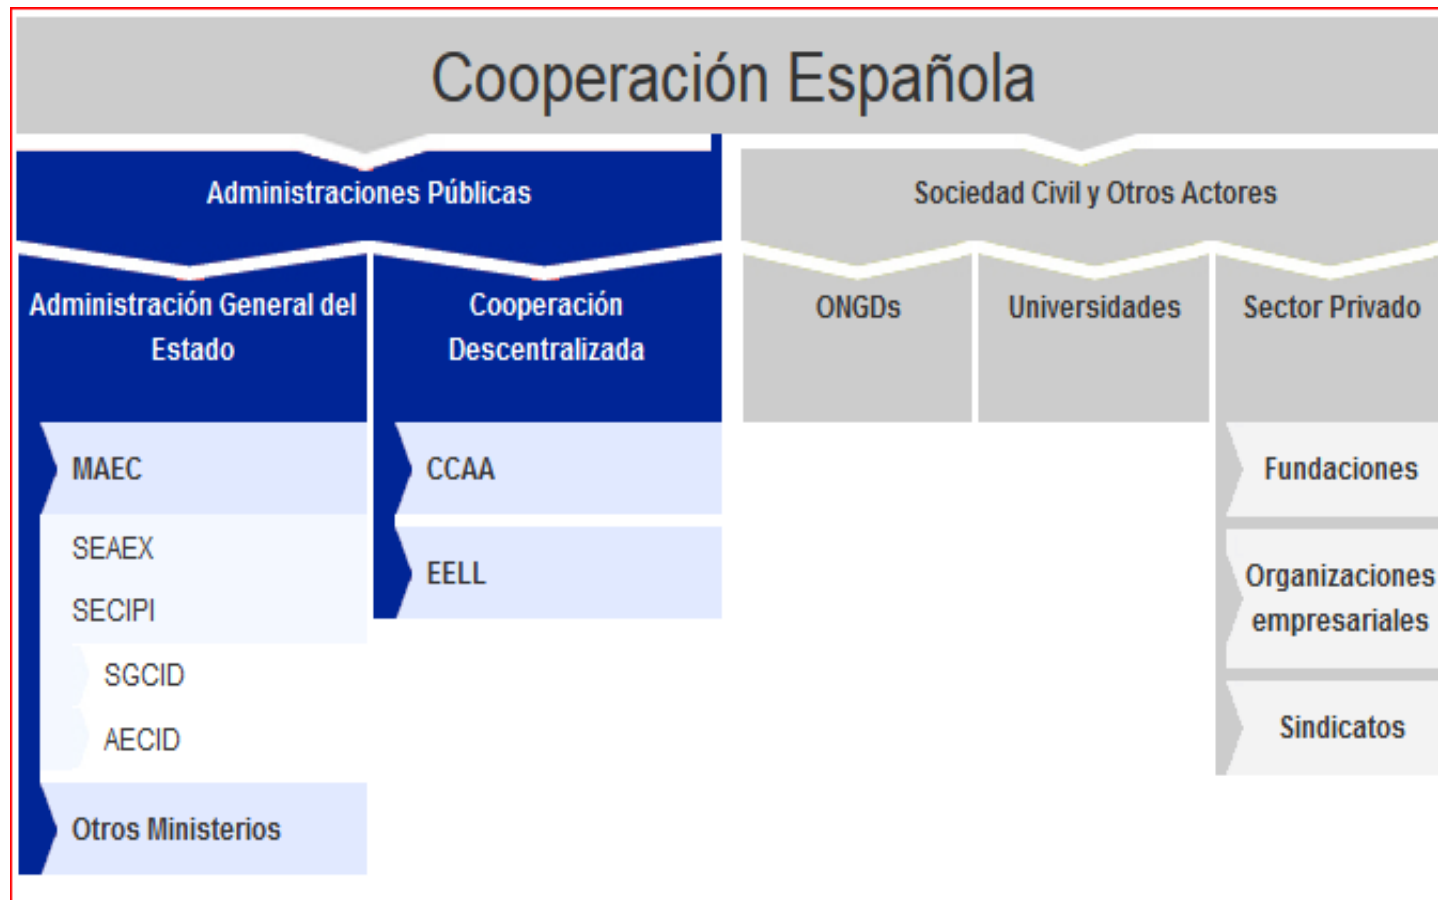 Cooperación Española
Administraciones Públicas
Sociedad Civil y Otros Actores
Administración General del
Estado
Cooperación
Descentralizada
ONGDs
Universidades
Sector Privado
MAEC
SEAEX
SECIPI
SGCID
AECID
Otros Ministerios
CCAA
EELL
Fundaciones
Organizaciones
empresariales
Sindicatos